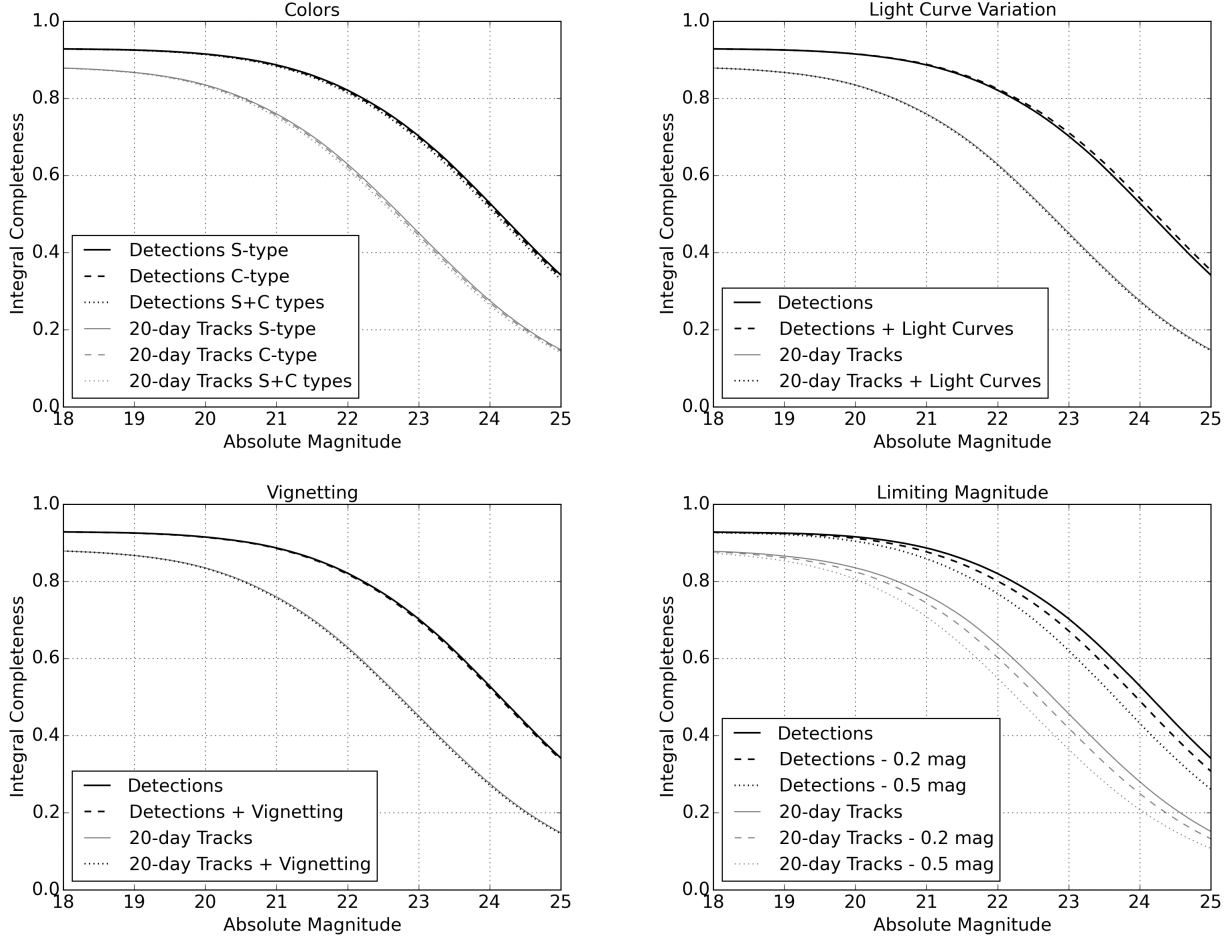 Colors
1.0
0.8
0.6
0.4
0.2
0.0
Integral Completeness
Detections S-type
Detections C-type
Detections S+C types
20-day Tracks S-type
20-day Tracks C-type
20-day Tracks S+C types
18 19 20 21 22 23 24 25
Absolute Magnitude
Light Curve Variation
1.0
0.8
0.6
0.4
0.2
0.0
Integral Completeness
Detections
Detections + Light Curves
20-day Tracks
20-day Tracks + Light Curves
18 19 20 21 22 23 24 25
Absolute Magnitude
Vignetting
1.0
0.8
0.6
0.4
0.2
0.0
Integral Completeness
Detections
Detections + Vignetting
20-day Tracks
20-day Tracks + Vignetting
18 19 20 21 22 23 24 25
Absolute Magnitude
Limiting Magnitude
1.0
0.8
0.6
0.4
0.2
0.0
Integral Completeness
Detections
Detections - 0.2 mag
Detections - 0.5 mag
20-day Tracks
20-day Tracks - 0.2 mag
20-day Tracks - 0.5 mag
18 19 20 21 22 23 24 25
Absolute Magnitude